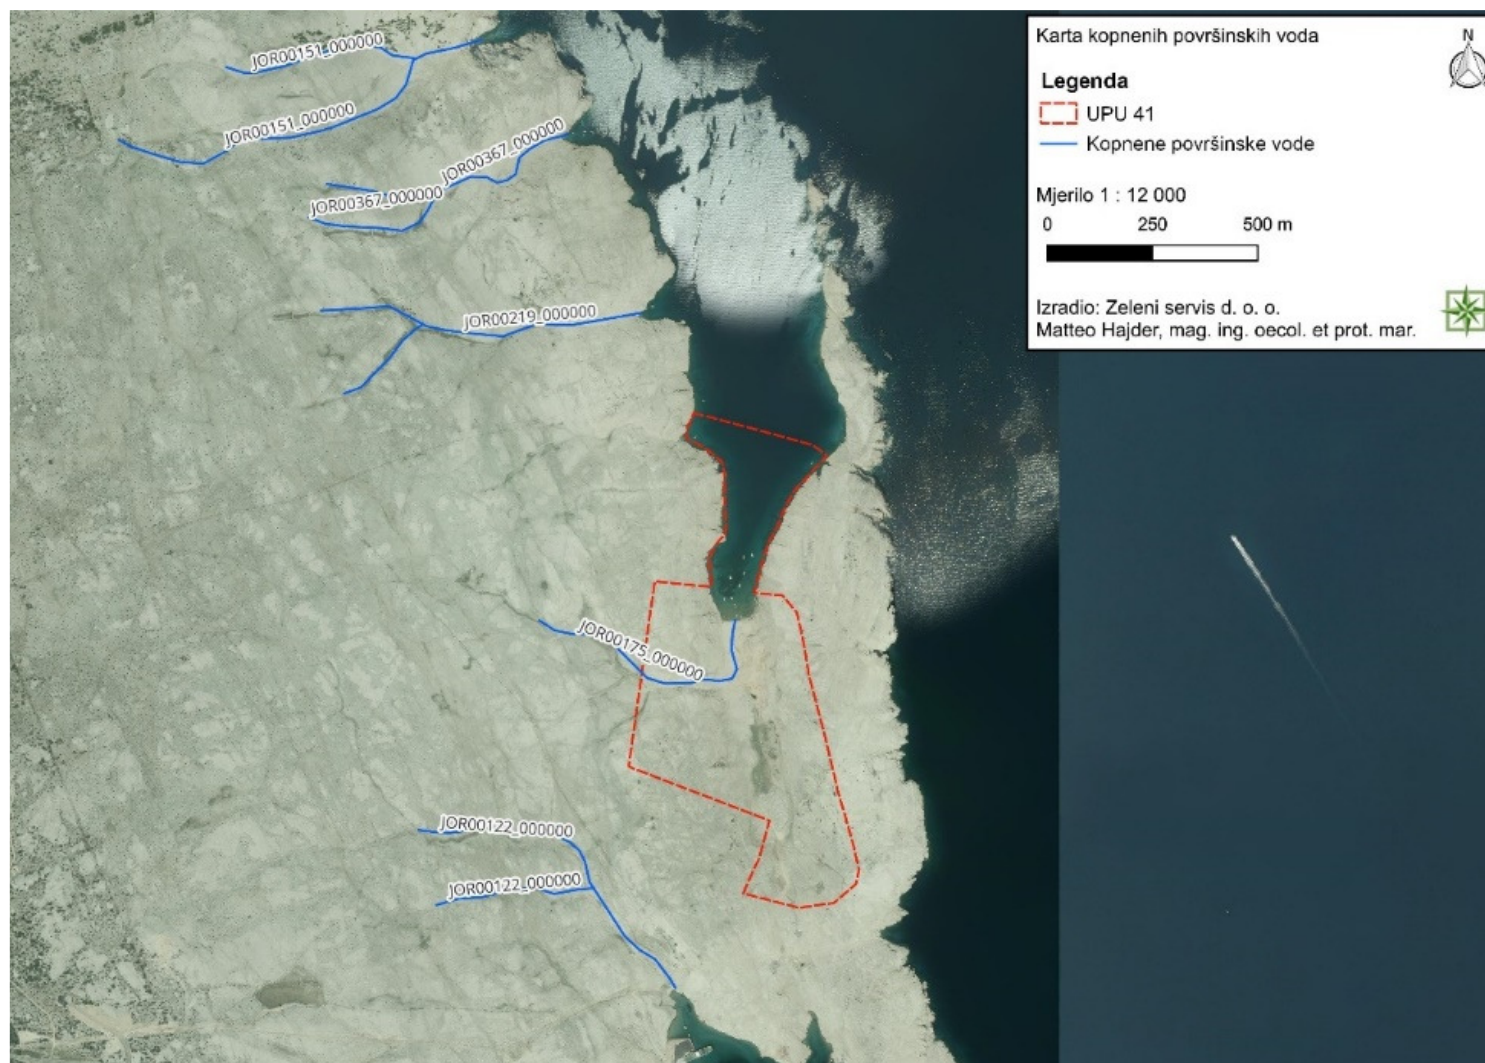 Karta kopnenih površinskih voda
N
Legenda
UPU 41
Kopnene površinske vode
Mjerilo 1 : 12 000
0 250 500 m
Izradio: Zeleni servis d. o. o.
Matteo Hajder, mag. ing. oecol. et prot. mar.
JOR00151_000000
JOR00151_000000
JOR00367_000000
JOR00367_000000
JOR00219_000000
JOR00175_000000
JOR00122_000000
JOR00122_000000